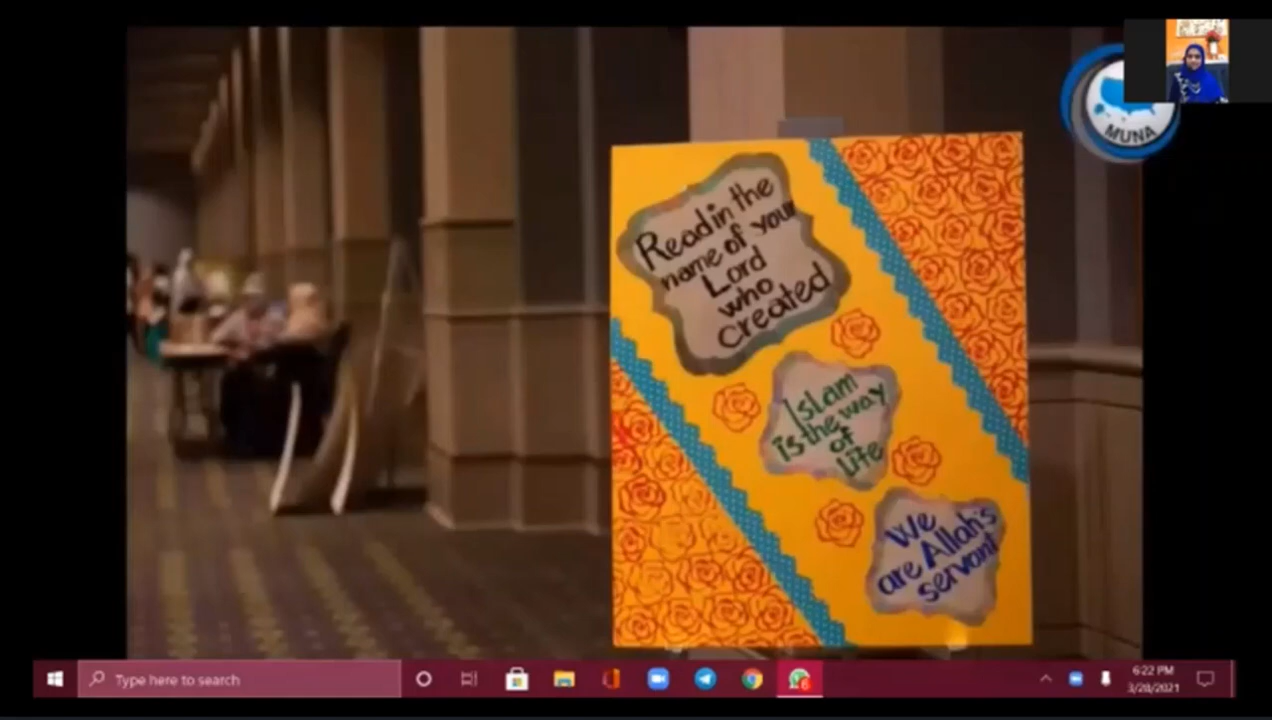 MUNA
Read in the
name of your
Lord
who
created
Islam
is the way
of
Life
We
are Allah's
servant
Type here to search
6:22 PM
3/28/2021